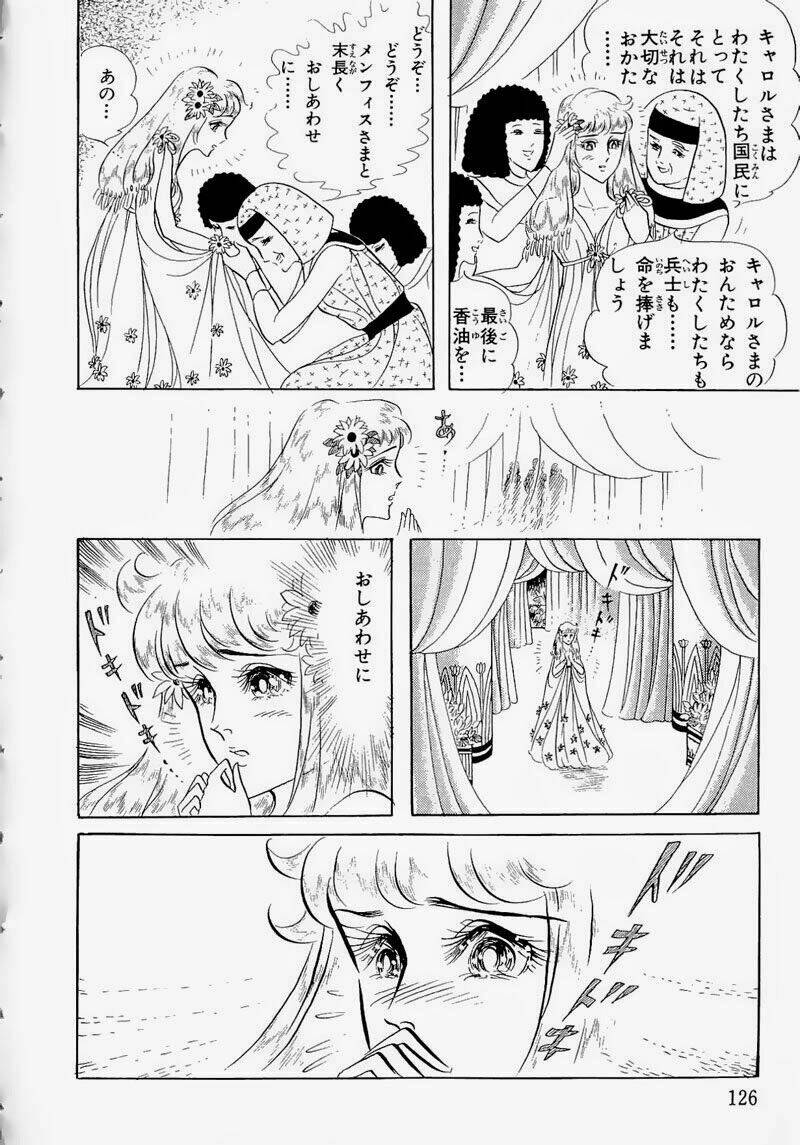 キャロルさまは
わたくしたち国民に
とって
それは
それは
大切な
おかた
……
キャロルさまの
おんためなら
わたくしたちも
兵士も……
命を捧げま
しょう
最後に
香油を…
どうぞ…
どうぞ……
メンフィスさまと
末長く
おしあわせ
に……
あの…
あ…
ドキドキ
おしあわせに
ドキドキ
ドキドキ
126